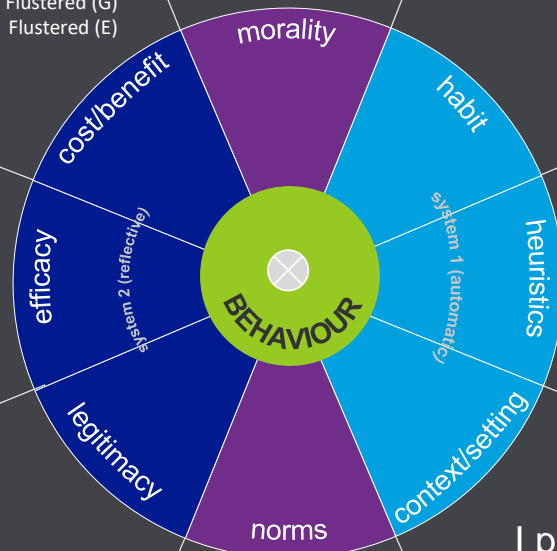 Flustered (G)
Flustered (E)
morality
cost/benefit
habit
system 2 (reflective)
system 1 (automatic)
efficacy
heuristics
BEHAVIOUR
legitimacy
context/setting
norms